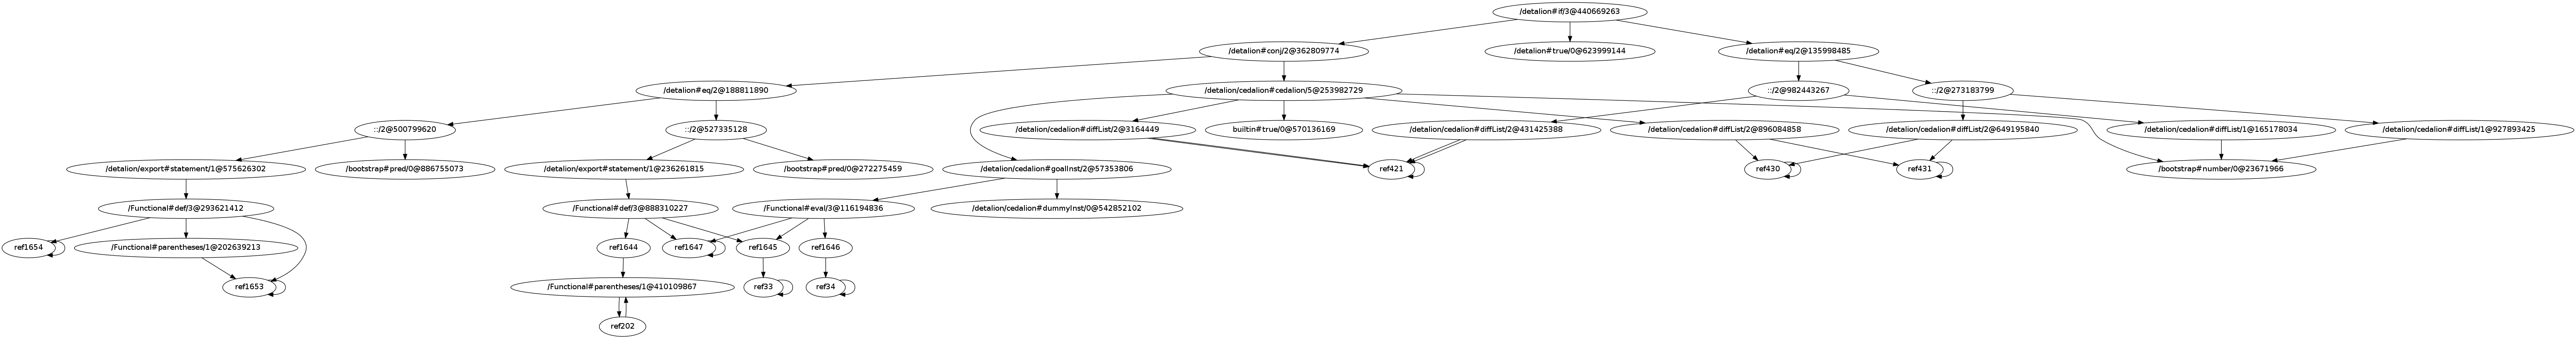 /detalion#if/3@440669263
/detalion#conj/2@362809774
/detalion#true/0@623999144
/detalion#eq/2@135998485
/detalion#eq/2@188811890
/detalion/cedalion#cedalion/5@253982729
::/2@982443267
::/2@273183799
::/2@500799620
::/2@527335128
/detalion/cedalion#diffList/2@3164449
builtin#true/0@570136169
/detalion/cedalion#diffList/2@431425388
/detalion/cedalion#diffList/2@896084858
/detalion/cedalion#diffList/2@649195840
/detalion/cedalion#diffList/1@165178034
/detalion/cedalion#diffList/1@927893425
/detalion/export#statement/1@575626302
/bootstrap#pred/0@886755073
/detalion/export#statement/1@236261815
/bootstrap#pred/0@272275459
/detalion/cedalion#goalInst/2@57353806
ref421
ref430
ref431
/bootstrap#number/0@23671966
/Functional#def/3@293621412
/Functional#def/3@888310227
/Functional#eval/3@116194836
/detalion/cedalion#dummyInst/0@542852102
ref1654
/Functional#parentheses/1@202639213
ref1644
ref1647
ref1645
ref1646
ref1653
/Functional#parentheses/1@410109867
ref33
ref34
ref202